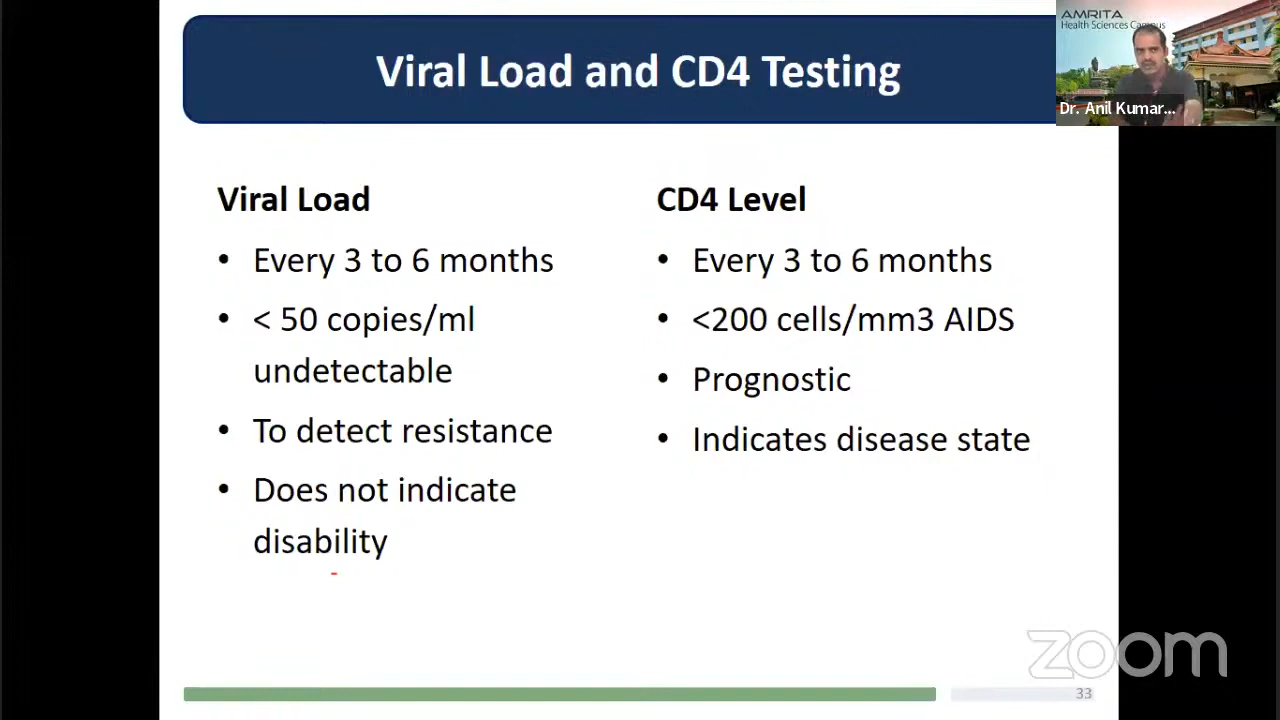 Viral Load and CD4 Testing
AMRITA
Health Sciences Campus
Dr. Anil Kumar...
Viral Load
• Every 3 to 6 months
• < 50 copies/ml
undetectable
• To detect resistance
• Does not indicate
disability
CD4 Level
• Every 3 to 6 months
• <200 cells/mm3 AIDS
• Prognostic
• Indicates disease state
zoom
33